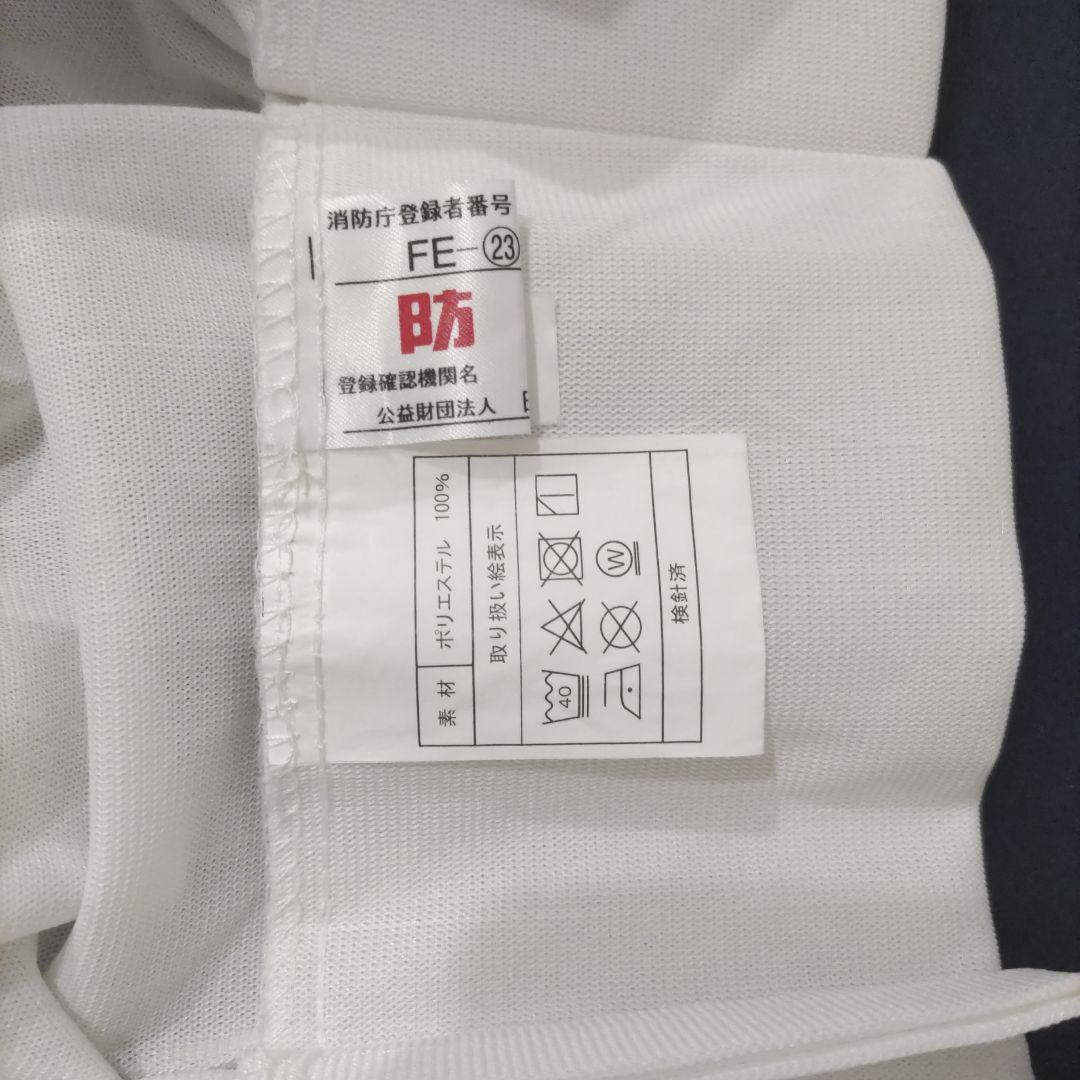 消防庁登録者番号
FE-㉓
防
登録確認機関名
公益財団法人
素材 ポリエステル 100%
取り扱い絵表示
40
W
検針済